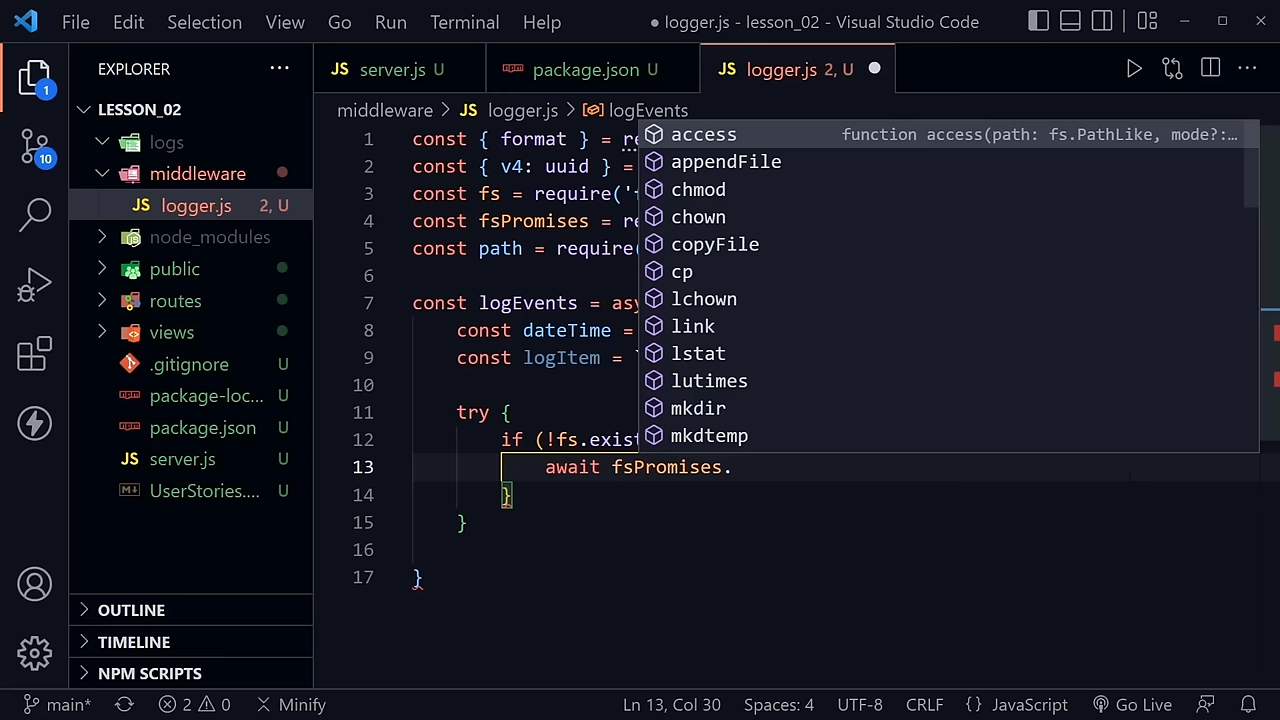 File Edit Selection View Go Run Terminal Help
● logger.js - lesson_02 - Visual Studio Code
EXPLORER ...
1
10
LESSON_02
logs
middleware
JS logger.js 2, U
node_modules
public
routes
views
.gitignore U
package-loc... U
package.json U
JS server.js U
UserStories.... U
OUTLINE
TIMELINE
NPM SCRIPTS
JS server.js U
package.json U
JS logger.js 2, U
middleware > JS logger.js > logEvents
1 const { format } = re
2 const { v4: uuid } =
3 const fs = require('f
4 const fsPromises = re
5 const path = require(
6
7 const logEvents = asy
8 const dateTime =
9 const logItem = `
10
11 try {
12 if (!fs.exist
13 await fsPromises.
14 }
15 }
16
17 }
access function access(path: fs.PathLike, mode?:…
appendFile
chmod
chown
copyFile
cp
lchown
link
lstat
lutimes
mkdir
mkdtemp
main* 2 0 Minify Ln 13, Col 30 Spaces: 4 UTF-8 CRLF {} JavaScript Go Live